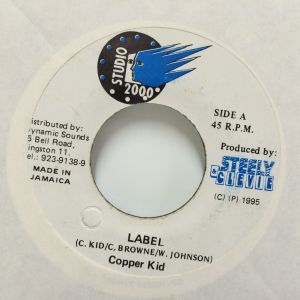 STUDIO
2000
SIDE A
45 R.P.M.
istributed by:
ynamic Sounds
5 Bell Road,
ingston 11.
el.: 923-9138-9
MADE IN
JAMAICA
Produced by:
STEELY
& CLEVIE
(C) (P) 1995
LABEL
(C. KID/C. BROWNE/W. JOHNSON)
Copper Kid